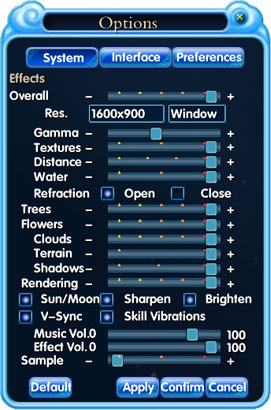 Options
System Interface Preferences
Effects
Overall - +
Res. 1600x900 Window
Gamma - +
Textures - +
Distance - +
Water - +
Refraction Open Close
Trees - +
Flowers - +
Clouds - +
Terrain - +
Shadows - +
Rendering - +
Sun/Moon Sharpen Brighten
V-Sync Skill Vibrations
Music Vol.0 100
Effect Vol.0 100
Sample - +
Default Apply Confirm Cancel